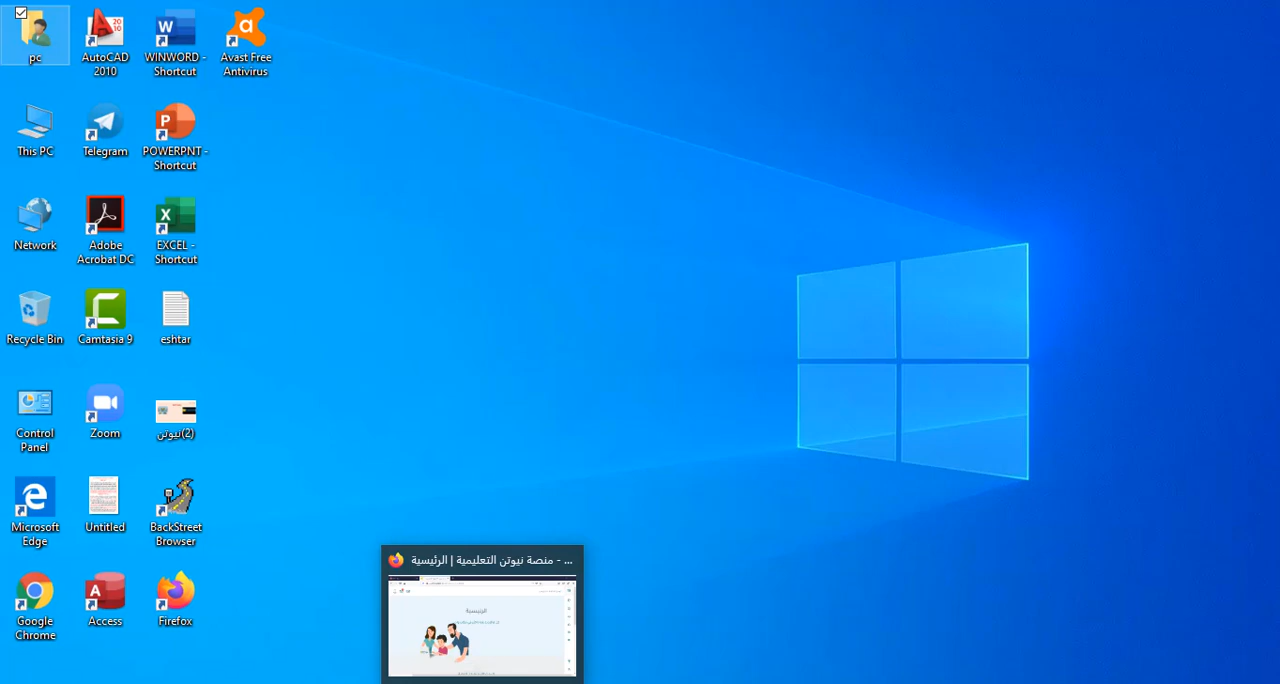 pc
AutoCAD
2010
WINWORD -
Shortcut
Avast Free
Antivirus
This PC
Telegram
POWERPNT -
Shortcut
Network
Adobe
Acrobat DC
EXCEL -
Shortcut
Recycle Bin
Camtasia 9
eshtar
Control
Panel
Zoom
نيوتن(2)
Microsoft
Edge
Untitled
BackStreet
Browser
Google
Chrome
Access
Firefox
منصة نيوتن التعليمية | الرئيسية - ...
الرئيسية